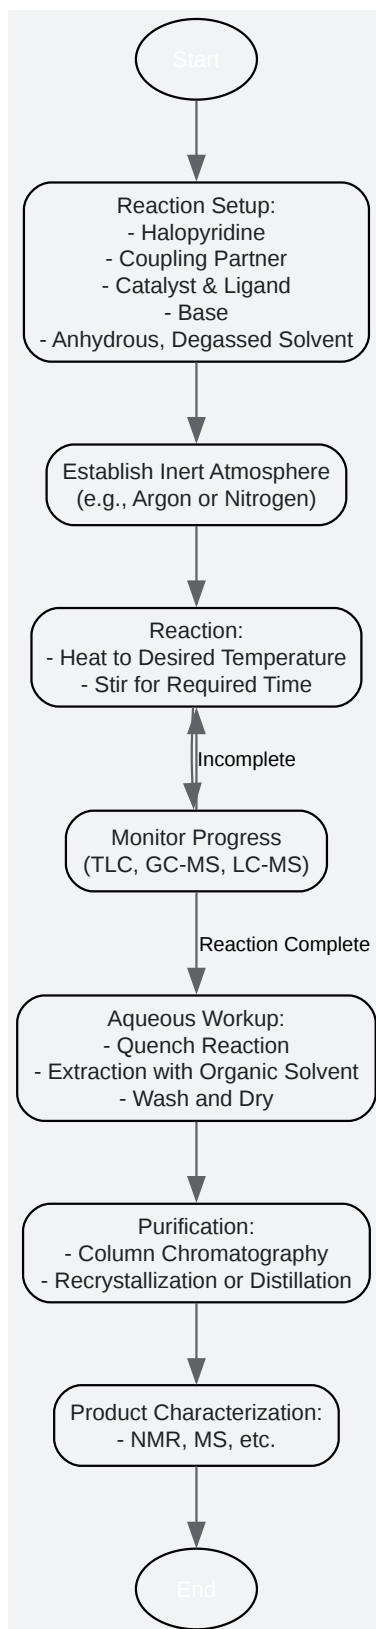 Start
Reaction Setup:
- Halopyridine
- Coupling Partner
- Catalyst & Ligand
- Base
- Anhydrous, Degassed Solvent
Establish Inert Atmosphere
(e.g., Argon or Nitrogen)
Reaction:
- Heat to Desired Temperature
- Stir for Required Time
Incomplete
Monitor Progress
(TLC, GC-MS, LC-MS)
Reaction Complete
Aqueous Workup:
- Quench Reaction
- Extraction with Organic Solvent
- Wash and Dry
Purification:
- Column Chromatography
- Recrystallization or Distillation
Product Characterization:
- NMR, MS, etc.
End